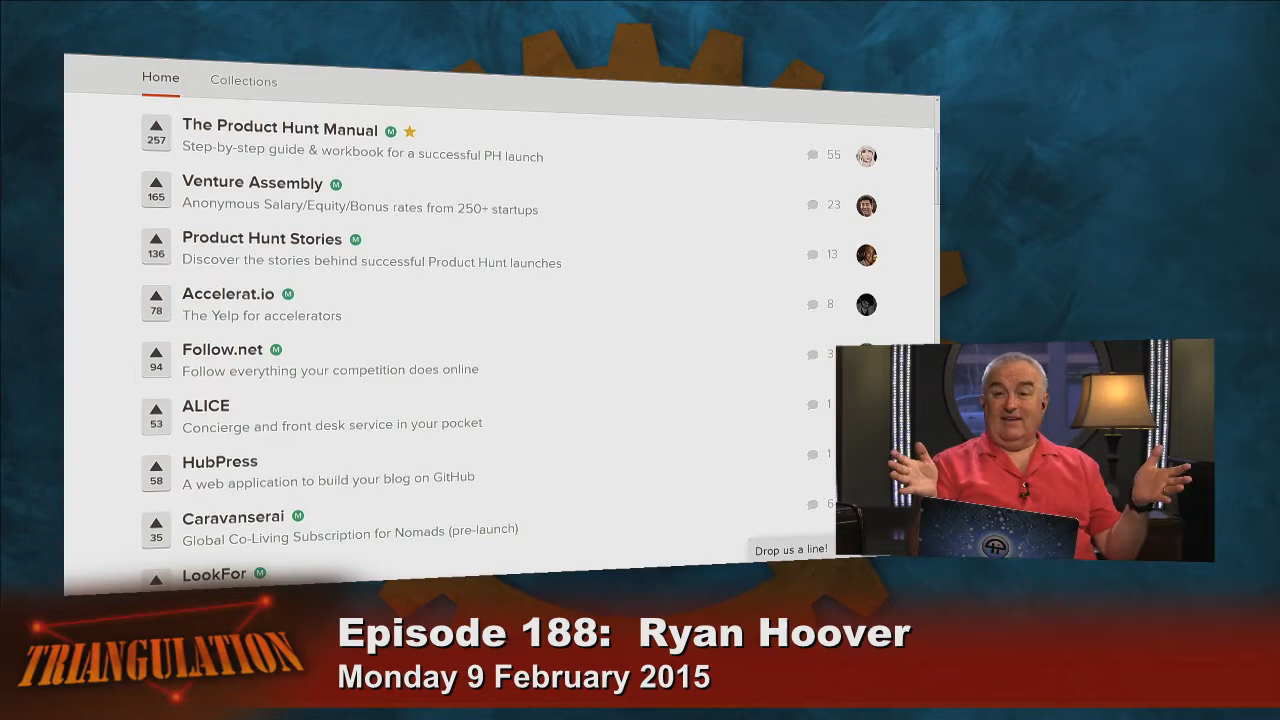 Home
Collections
257
The Product Hunt Manual M
Step-by-step guide & workbook for a successful PH launch
55
165
Venture Assembly M
Anonymous Salary/Equity/Bonus rates from 250+ startups
23
136
Product Hunt Stories M
Discover the stories behind successful Product Hunt launches
13
78
Accelerat.io M
The Yelp for accelerators
8
94
Follow.net M
Follow everything your competition does online
3
53
ALICE
Concierge and front desk service in your pocket
1
58
HubPress
A web application to build your blog on GitHub
1
35
Caravanserai M
Global Co-Living Subscription for Nomads (pre-launch)
6
LookFor M
Drop us a line!
TRIANGULATION
Episode 188: Ryan Hoover
Monday 9 February 2015